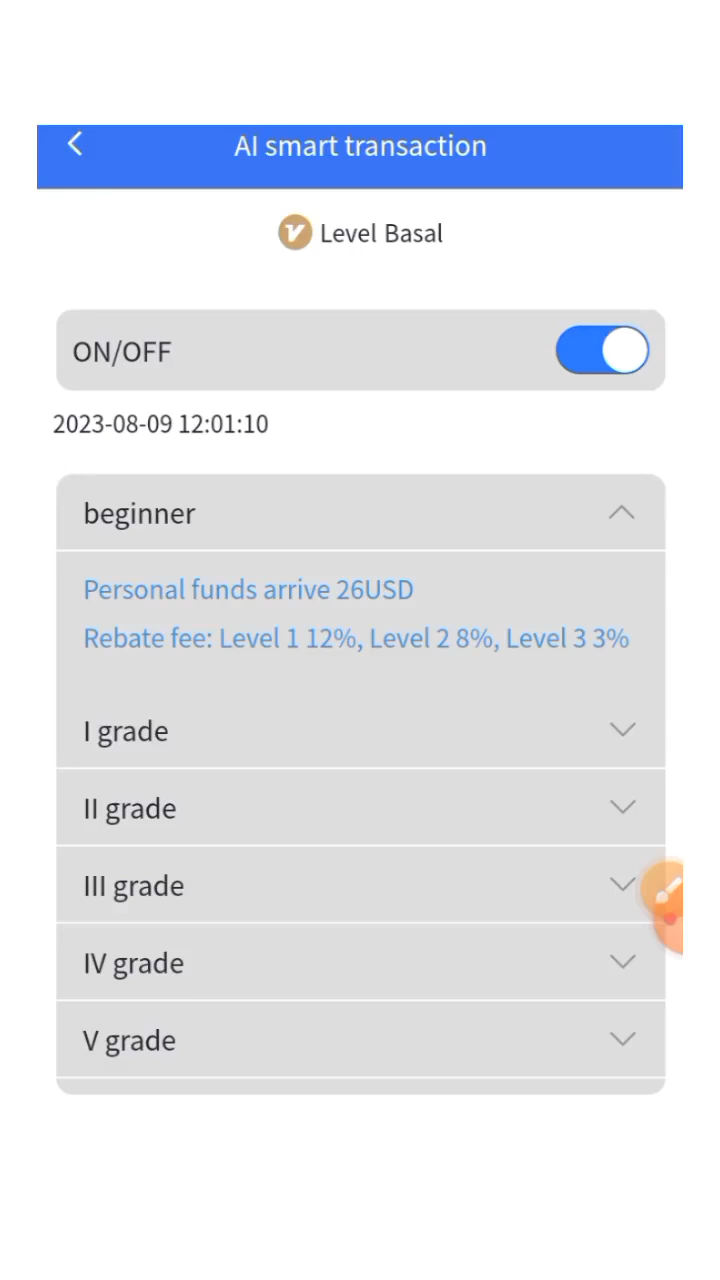 AI smart transaction
Level Basal
ON/OFF
2023-08-09 12:01:10
beginner
Personal funds arrive 26USD
Rebate fee: Level 1 12%, Level 2 8%, Level 3 3%
I grade
II grade
III grade
IV grade
V grade